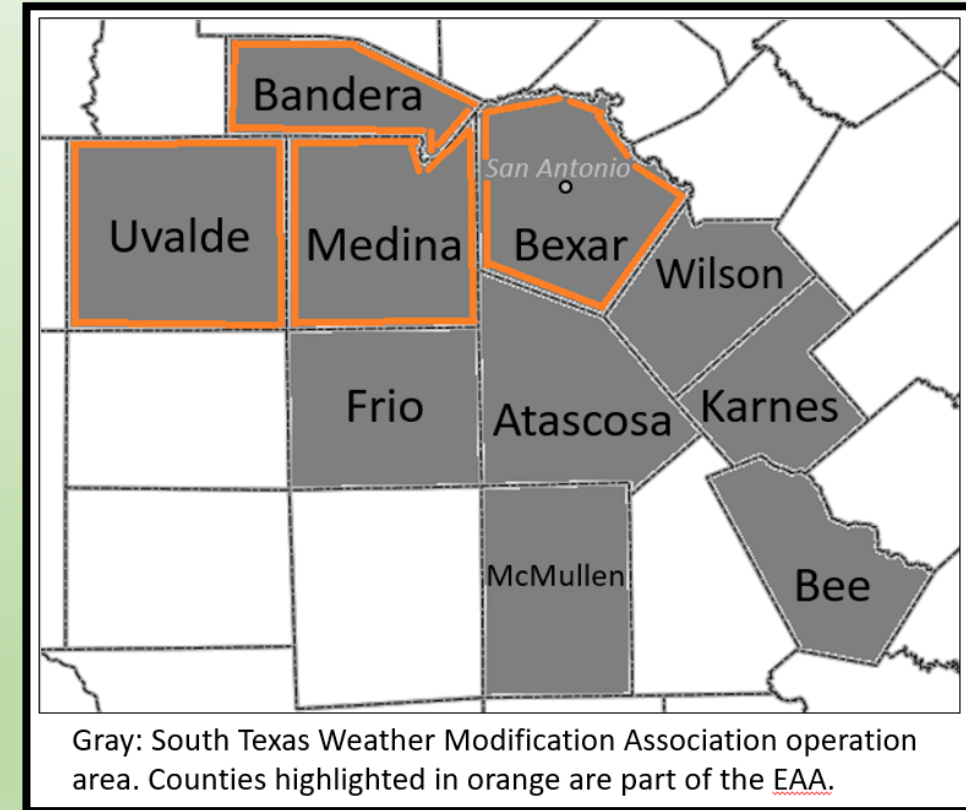 Bandera
San Antonio
Uvalde
Medina
Bexar
Wilson
Frio
Atascosa
Karnes
McMullen
Bee
Gray: South Texas Weather Modification Association operation
area. Counties highlighted in orange are part of the EAA.